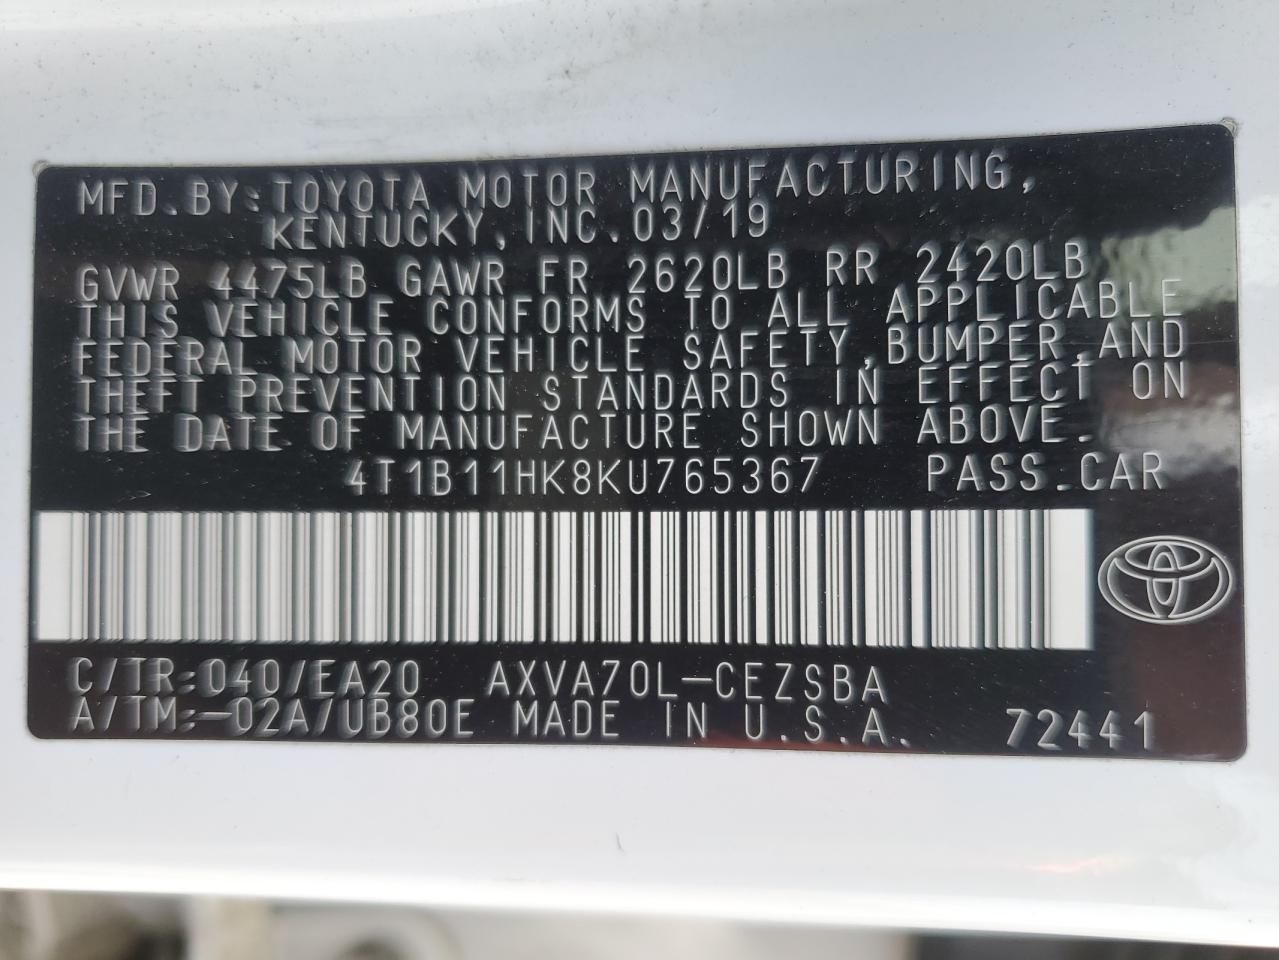 MFD.BY:TOYOTA MOTOR MANUFACTURING,
KENTUCKY,INC.03/19
GVWR 4475LB GAWR FR 2620LB RR 2420LB
THIS VEHICLE CONFORMS TO ALL APPLICABLE
FEDERAL MOTOR VEHICLE SAFETY,BUMPER,AND
THEFT PREVENTION STANDARDS IN EFFECT ON
THE DATE OF MANUFACTURE SHOWN ABOVE.
4T1B11HK8KU765367 PASS.CAR
C/TR:040/EA20 AXVA70L-CEZSBA
A/TM:-02A/UB80E MADE IN U.S.A. 72441